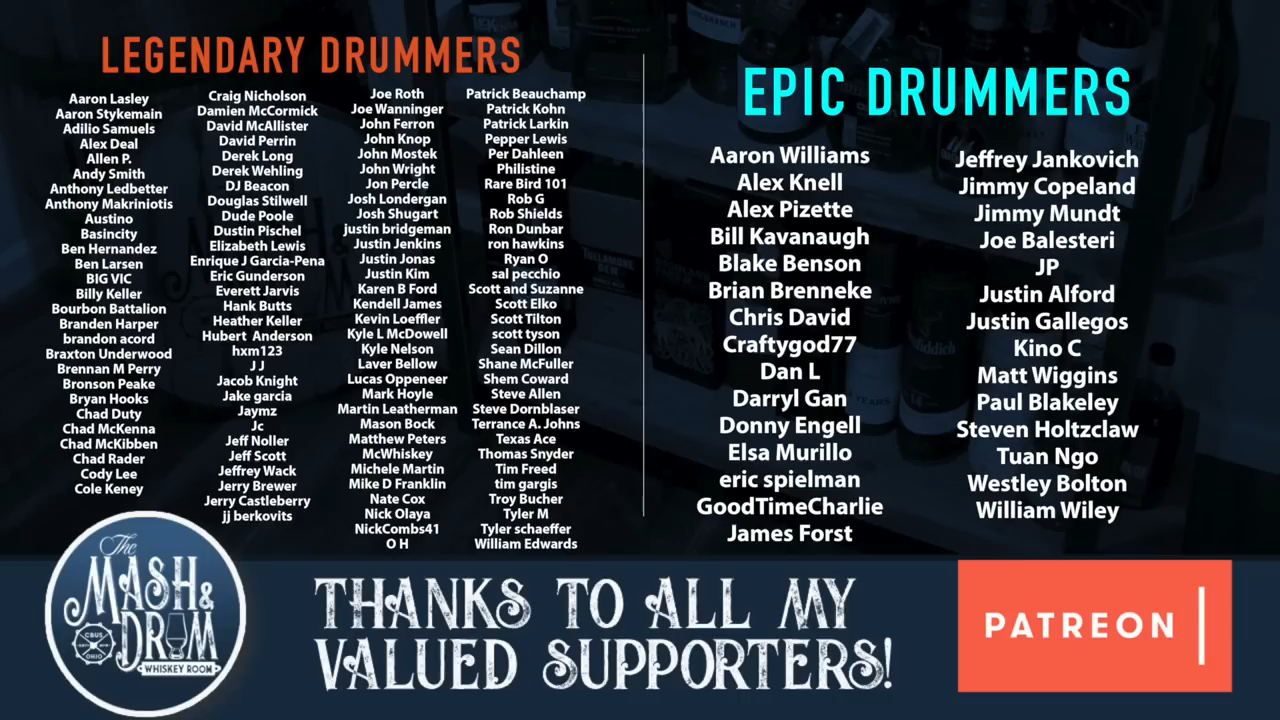 LEGENDARY DRUMMERS
Aaron Lasley
Aaron Stykemain
Adilio Samuels
Alex Deal
Allen P.
Andy Smith
Anthony Ledbetter
Anthony Makriniotis
Austino
Basincity
Ben Hernandez
Ben Larsen
BIG VIC
Billy Keller
Bourbon Battalion
Branden Harper
brandon acord
Braxton Underwood
Brennan M Perry
Bronson Peake
Bryan Hooks
Chad Duty
Chad McKenna
Chad McKibben
Chad Rader
Cody Lee
Cole Keney
Craig Nicholson
Damien McCormick
David McAllister
David Perrin
Derek Long
Derek Wehling
DJ Beacon
Douglas Stilwell
Dude Poole
Dustin Pischel
Elizabeth Lewis
Enrique J Garcia-Pena
Eric Gunderson
Everett Jarvis
Hank Butts
Heather Keller
Hubert Anderson
hxm123
J J
Jacob Knight
Jake garcia
Jaymz
Jc
Jeff Noller
Jeff Scott
Jeffrey Wack
Jerry Brewer
Jerry Castleberry
jj berkovits
Joe Roth
Joe Wanninger
John Ferron
John Knop
John Mostek
John Wright
Jon Percle
Josh Londergan
Josh Shugart
justin bridgeman
Justin Jenkins
Justin Jonas
Justin Kim
Karen B Ford
Kendell James
Kevin Loeffler
Kyle L McDowell
Kyle Nelson
Laver Bellow
Lucas Oppeneer
Mark Hoyle
Martin Leatherman
Mason Bock
Matthew Peters
McWhiskey
Michele Martin
Mike D Franklin
Nate Cox
Nick Olaya
NickCombs41
O H
Patrick Beauchamp
Patrick Kohn
Patrick Larkin
Pepper Lewis
Per Dahleen
Philistine
Rare Bird 101
Rob G
Rob Shields
Ron Dunbar
ron hawkins
Ryan O
sal pecchio
Scott and Suzanne
Scott Elko
Scott Tilton
scott tyson
Sean Dillon
Shane McFuller
Shem Coward
Steve Allen
Steve Dornblaser
Terrance A. Johns
Texas Ace
Thomas Snyder
Tim Freed
tim gargis
Troy Bucher
Tyler M
Tyler schaeffer
William Edwards
EPIC DRUMMERS
Aaron Williams
Alex Knell
Alex Pizette
Bill Kavanaugh
Blake Benson
Brian Brenneke
Chris David
Craftygod77
Dan L
Darryl Gan
Donny Engell
Elsa Murillo
eric spielman
GoodTimeCharlie
James Forst
Jeffrey Jankovich
Jimmy Copeland
Jimmy Mundt
Joe Balesteri
JP
Justin Alford
Justin Gallegos
Kino C
Matt Wiggins
Paul Blakeley
Steven Holtzclaw
Tuan Ngo
Westley Bolton
William Wiley
The
MASH &
DRUM
CBUS
OHIO
WHISKEY ROOM
THANKS TO ALL MY
VALUED SUPPORTERS!
PATREON